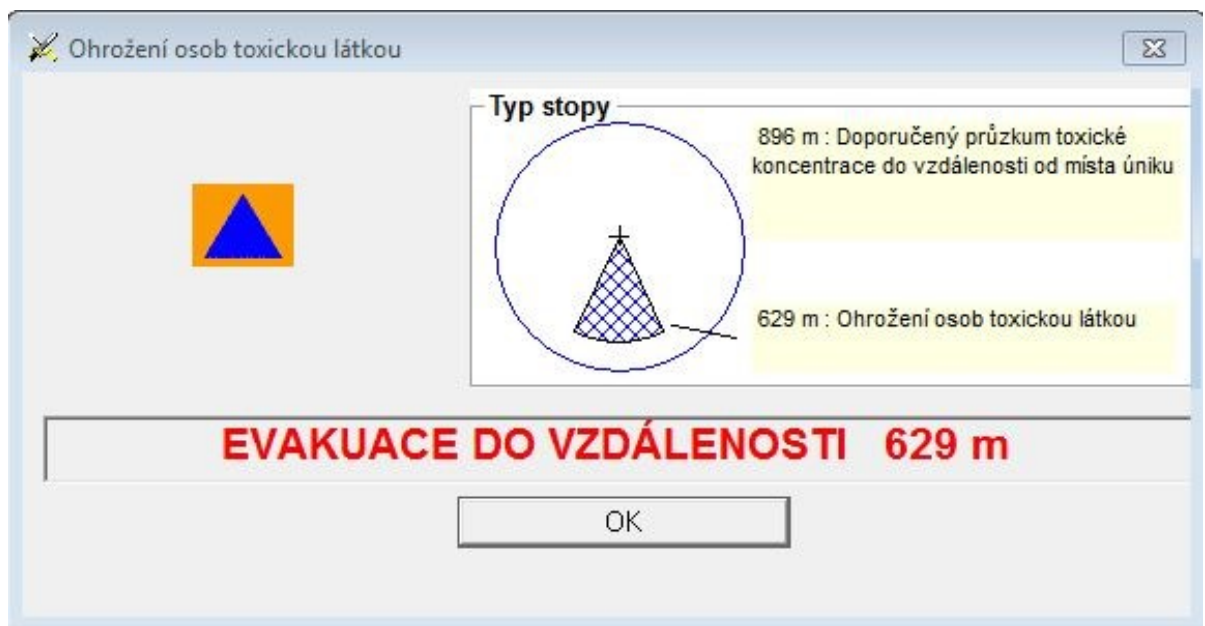 Ohrožení osob toxickou látkou
Typ stopy
896 m : Doporučený průzkum toxické
koncentrace do vzdálenosti od místa úniku
629 m : Ohrožení osob toxickou látkou
EVAKUACE DO VZDÁLENOSTI 629 m
OK